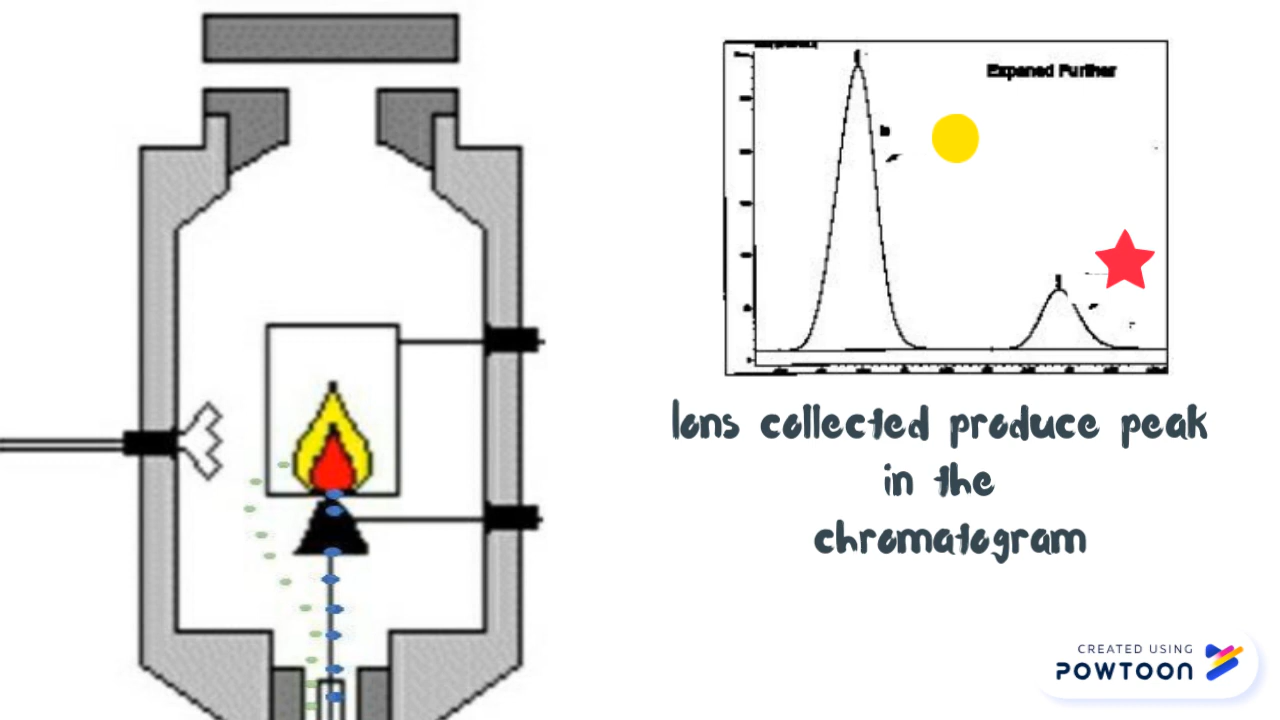 Expaned Further
b
Ions collected produce peak
in the
chromatogram
CREATED USING
POWTOON